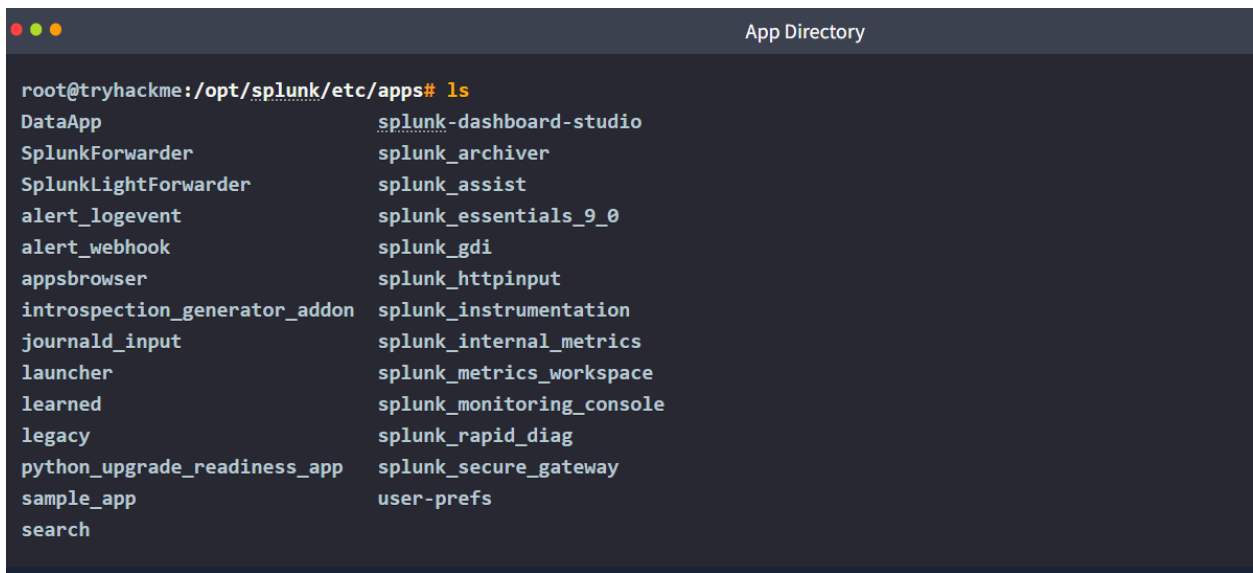 App Directory
root@tryhackme:/opt/splunk/etc/apps# ls
DataApp splunk-dashboard-studio
SplunkForwarder splunk_archiver
SplunkLightForwarder splunk_assist
alert_logevent splunk_essentials_9_0
alert_webhook splunk_gdi
appsbrowser splunk_httpinput
introspection_generator_addon splunk_instrumentation
journald_input splunk_internal_metrics
launcher splunk_metrics_workspace
learned splunk_monitoring_console
legacy splunk_rapid_diag
python_upgrade_readiness_app splunk_secure_gateway
sample_app user-prefs
search